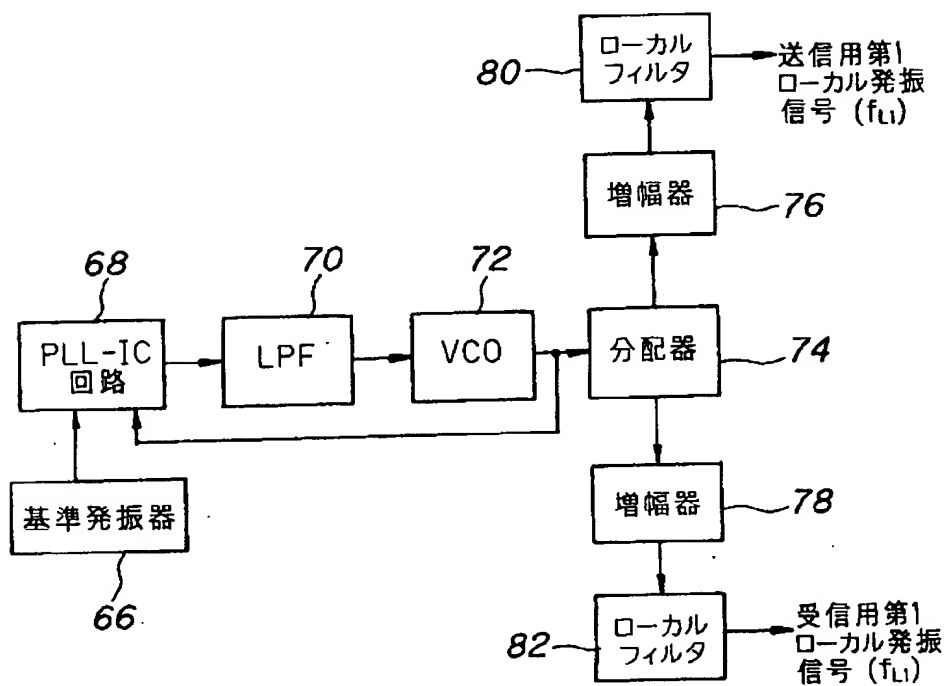 ローカル
フィルタ
80
送信用第1
ローカル発振
信号 (fL1)
増幅器
76
68
70
72
PLL-IC
回路
LPF
VCO
分配器
74
基準発振器
66
増幅器
78
ローカル
フィルタ
82
受信用第1
ローカル発振
信号 (fL1)